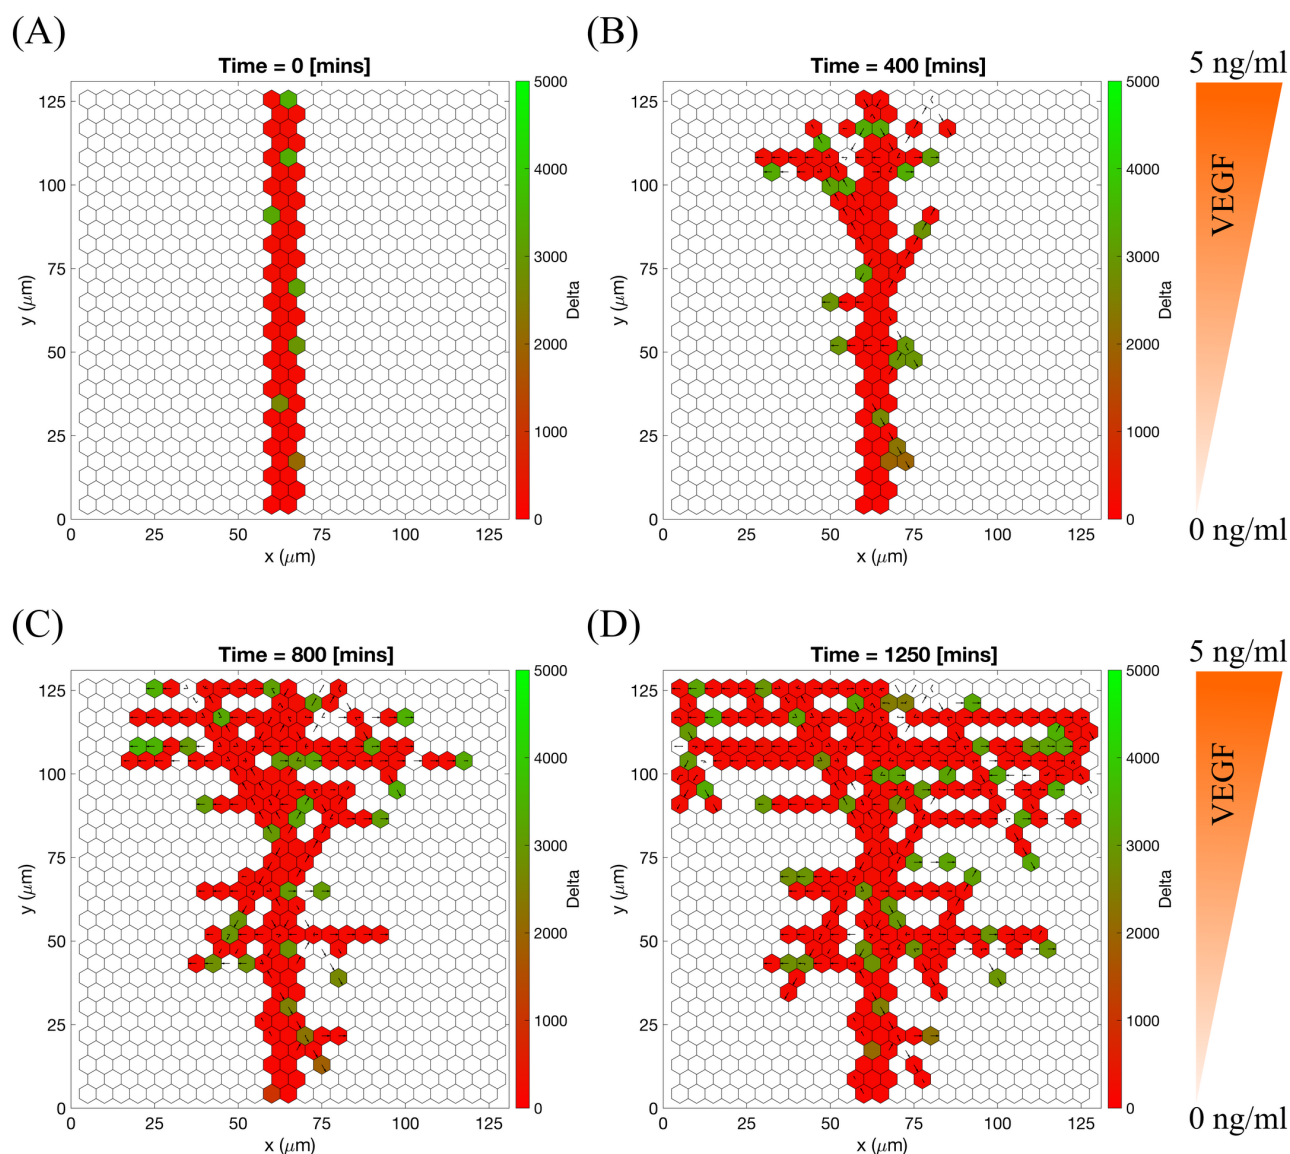 (A)
Time = 0 [mins]
125
100
75
50
25
0
y (μm)
0 25 50 75 100 125
x (μm)
5000
4000
3000
2000
1000
0
Delta
(B)
Time = 400 [mins]
125
100
75
50
25
0
y (μm)
0 25 50 75 100 125
x (μm)
5000
4000
3000
2000
1000
0
Delta
5 ng/ml
VEGF
0 ng/ml
(C)
Time = 800 [mins]
125
100
75
50
25
0
y (μm)
0 25 50 75 100 125
x (μm)
5000
4000
3000
2000
1000
0
Delta
(D)
Time = 1250 [mins]
125
100
75
50
25
0
y (μm)
0 25 50 75 100 125
x (μm)
5000
4000
3000
2000
1000
0
Delta
5 ng/ml
VEGF
0 ng/ml